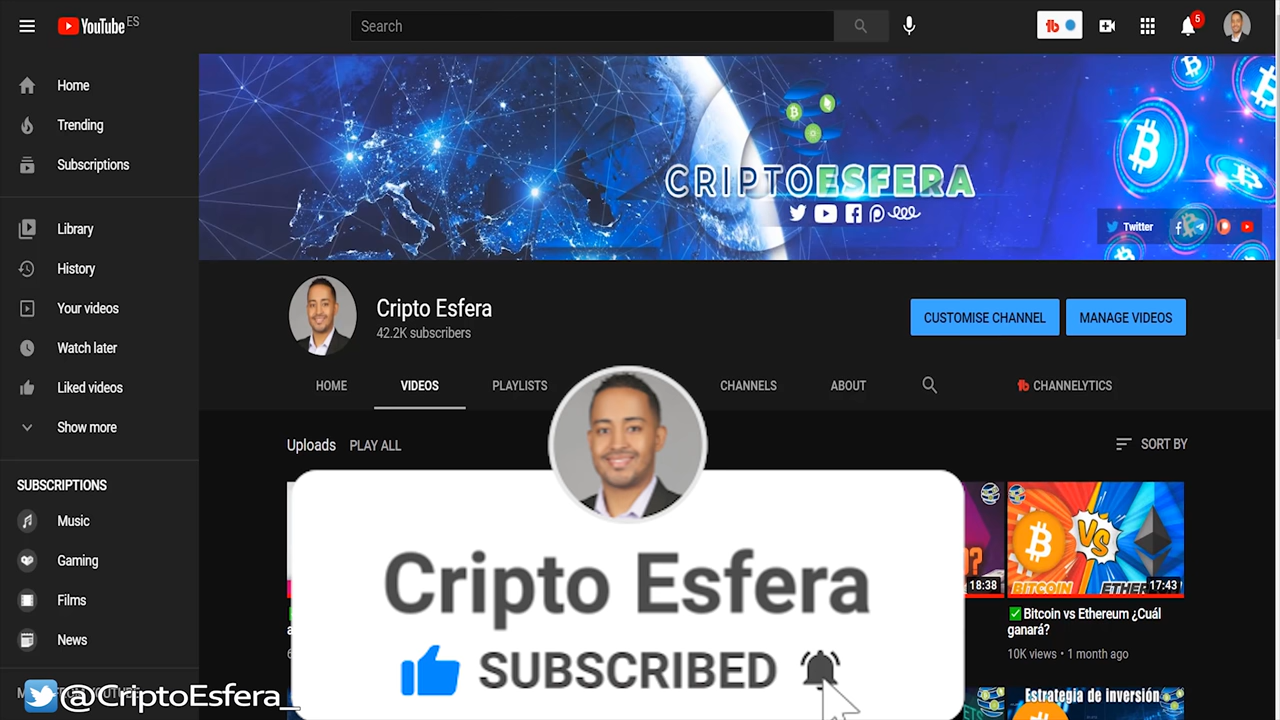 YouTube ES
Search
5
Home
Trending
Subscriptions
Library
History
Your videos
Watch later
Liked videos
Show more
SUBSCRIPTIONS
Music
Gaming
Films
News
CRIPTOESFERA
Twitter
Cripto Esfera
42.2K subscribers
CUSTOMISE CHANNEL
MANAGE VIDEOS
HOME
VIDEOS
PLAYLISTS
CHANNELS
ABOUT
CHANNELYTICS
Uploads
PLAY ALL
SORT BY
18:38
VS
BITCOIN
ETHER
17:43
✅Bitcoin vs Ethereum ¿Cuál
ganará?
10K views • 1 month ago
Estrategia de inversión
Cripto Esfera
SUBSCRIBED
@CriptoEsfera_